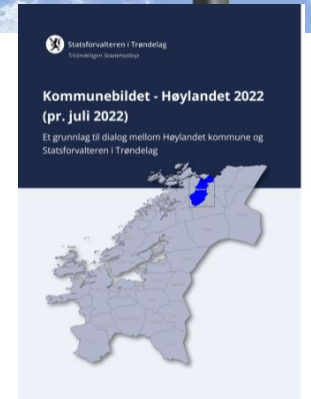 Statsforvalteren i Trøndelag
Trööndelagen Staatehaaltoje
Kommunebildet - Høylandet 2022
(pr. juli 2022)
Et grunnlag til dialog mellom Høylandet kommune og
Statsforvalteren i Trøndelag